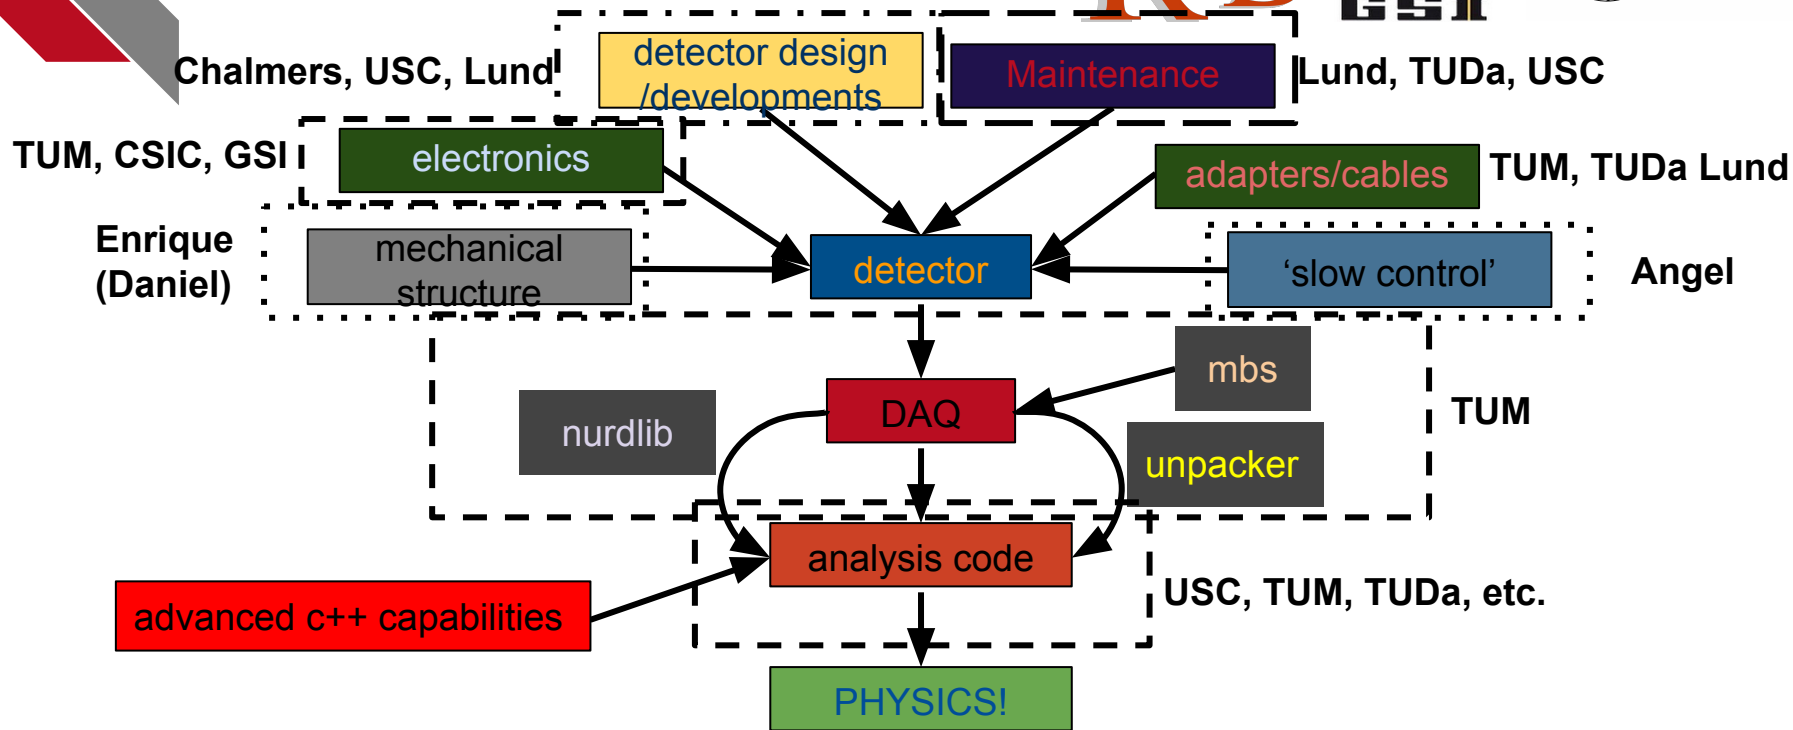 GSI
detector design
/developments
Maintenance
Chalmers, USC, Lund
Lund, TUDa, USC
TUM, CSIC, GSI
electronics
adapters/cables
TUM, TUDa Lund
Enrique
(Daniel)
mechanical
structure
detector
‘slow control’
Angel
mbs
DAQ
nurdlib
TUM
unpacker
analysis code
advanced c++ capabilities
USC, TUM, TUDa, etc.
PHYSICS!